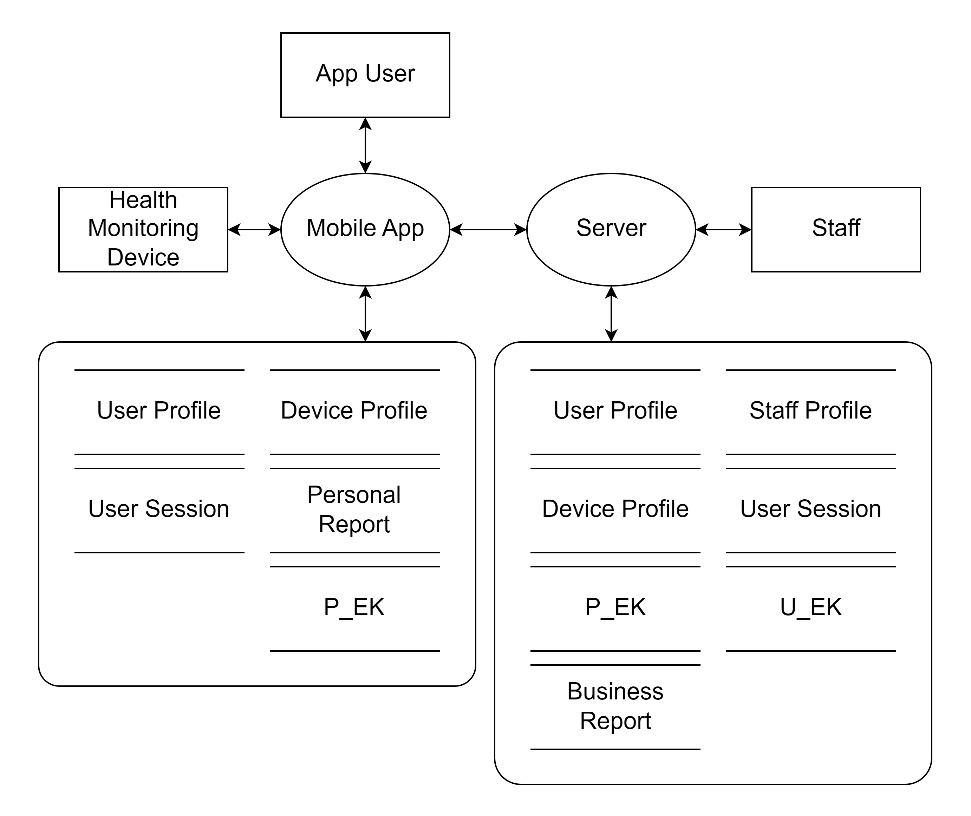 App User
Health
Monitoring
Device
Mobile App
Server
Staff
User Profile
Device Profile
User Session
Personal
Report
P_EK
User Profile
Staff Profile
Device Profile
User Session
P_EK
U_EK
Business
Report